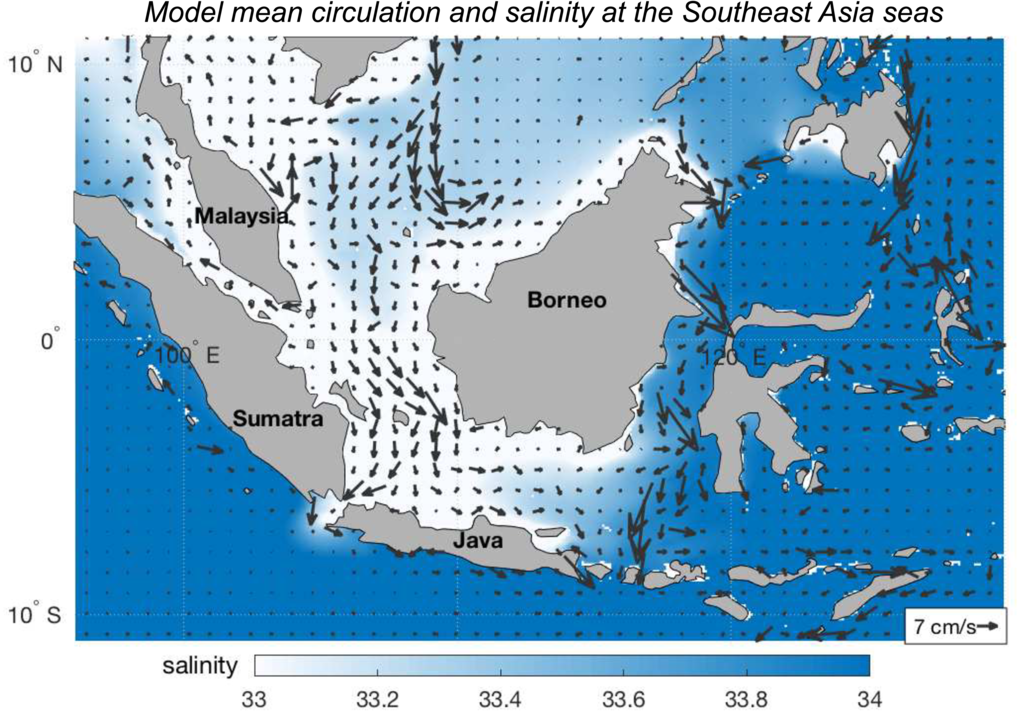 Model mean circulation and salinity at the Southeast Asia seas
10° N
Malaysia
Borneo
0°
100° E
120° E
Sumatra
Java
10° S
7 cm/s
salinity
33 33.2 33.4 33.6 33.8 34